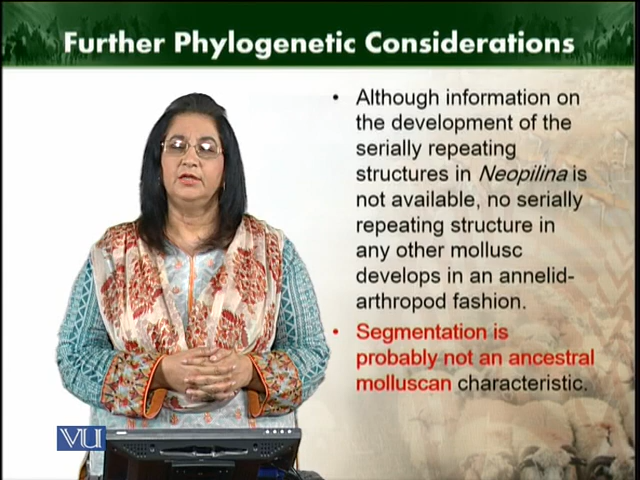 Further Phylogenetic Considerations
• Although information on
the development of the
serially repeating
structures in Neopilina is
not available, no serially
repeating structure in
any other mollusc
develops in an annelid-
arthropod fashion.
• Segmentation is
probably not an ancestral
molluscan characteristic.
VU